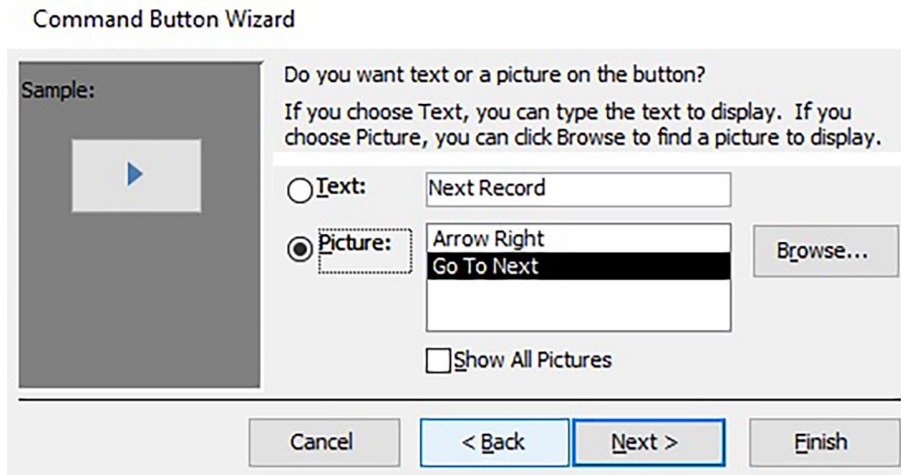 Command Button Wizard
Sample:
Do you want text or a picture on the button?
If you choose Text, you can type the text to display. If you
choose Picture, you can click Browse to find a picture to display.
Text:
Next Record
Picture:
Arrow Right
Go To Next
Browse...
Show All Pictures
Cancel
< Back
Next >
Finish